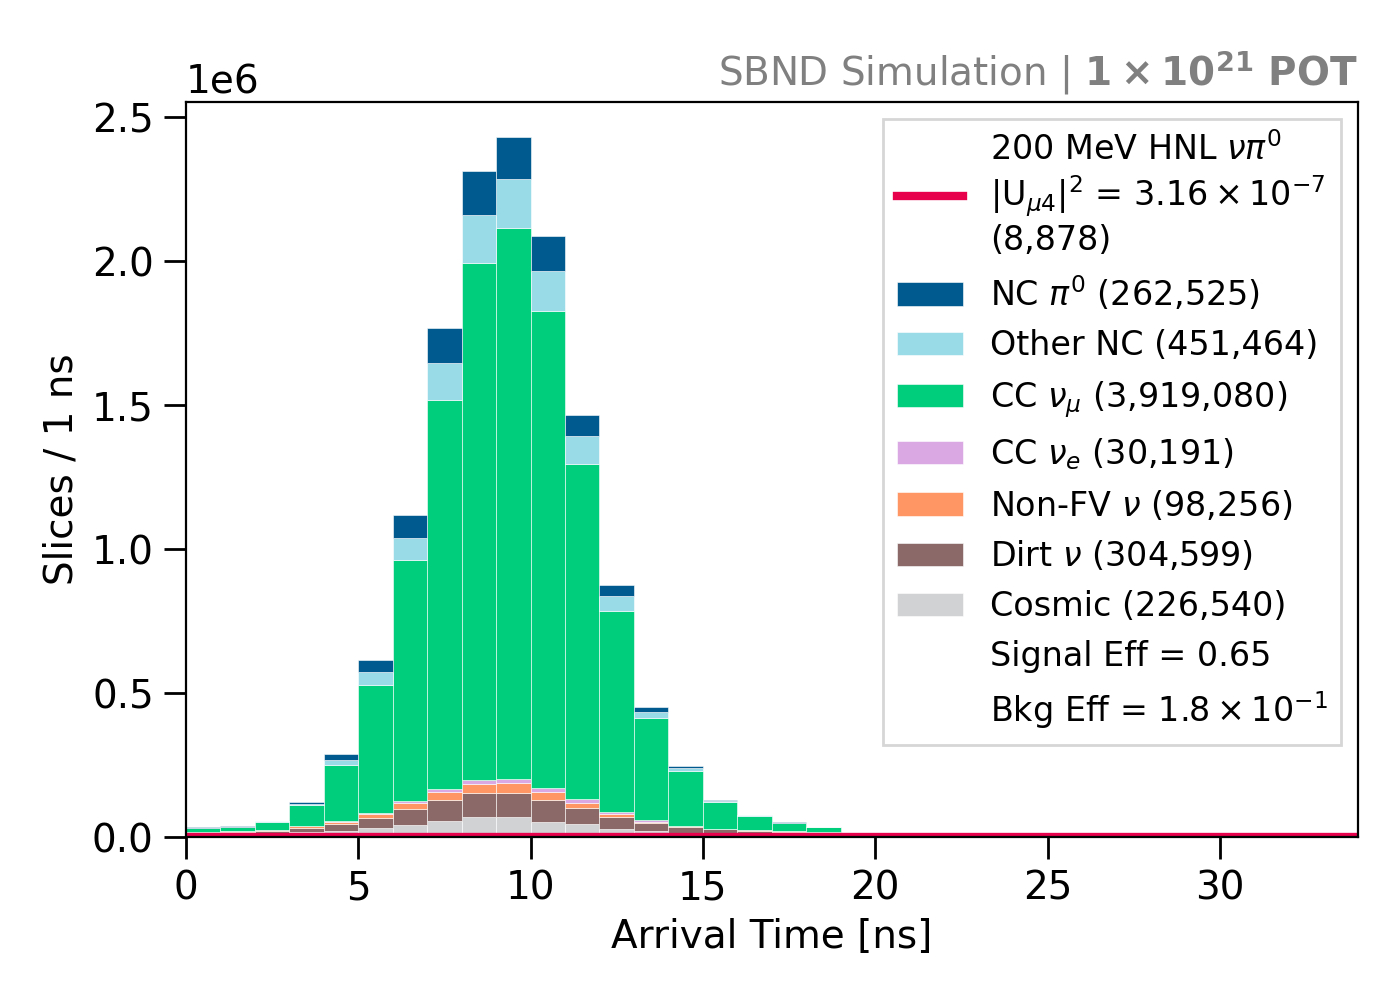 1e6
SBND Simulation | 1 × 10²¹ POT
2.5
2.0
1.5
1.0
0.5
0.0
Slices / 1 ns
0 5 10 15 20 25 30
Arrival Time [ns]
200 MeV HNL νπ⁰
|U_μ4|² = 3.16 × 10⁻⁷
(8,878)
NC π⁰ (262,525)
Other NC (451,464)
CC ν_μ (3,919,080)
CC ν_e (30,191)
Non-FV ν (98,256)
Dirt ν (304,599)
Cosmic (226,540)
Signal Eff = 0.65
Bkg Eff = 1.8 × 10⁻¹